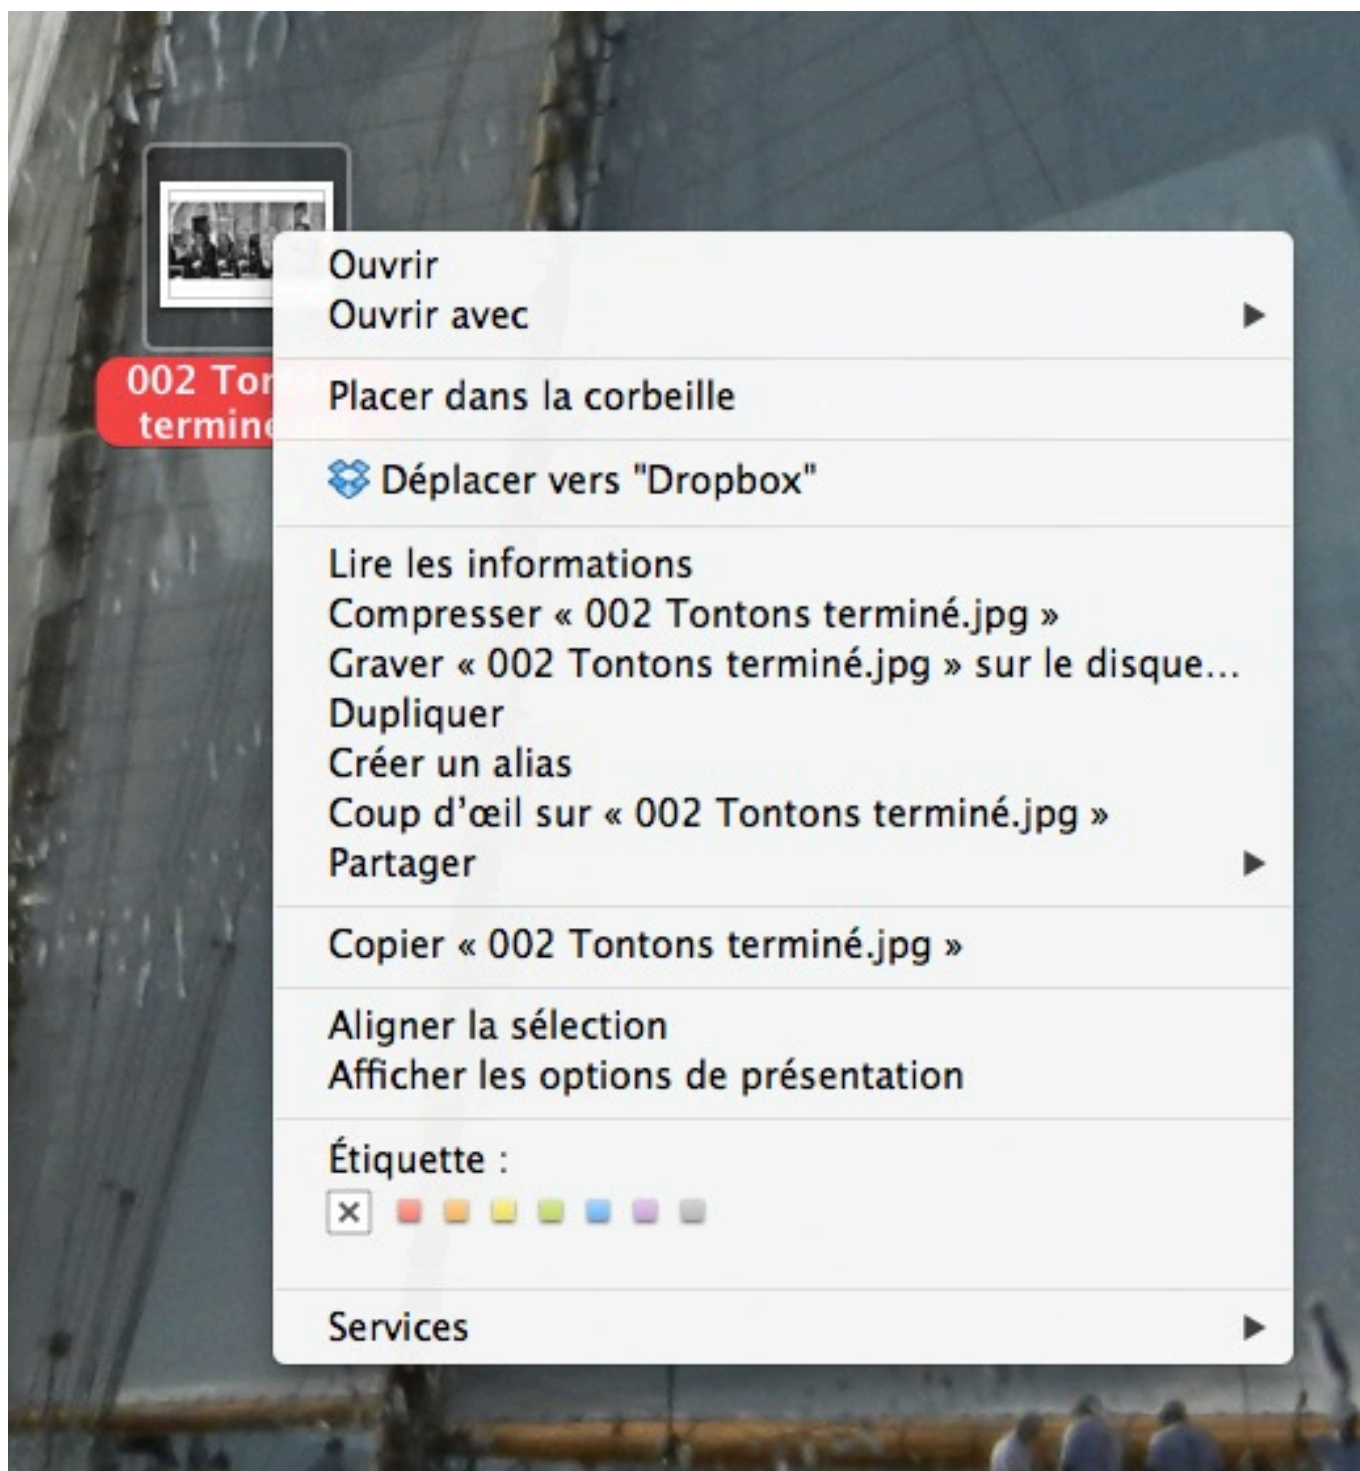 002 
terminé
Ouvrir
Ouvrir avec
Placer dans la corbeille
Déplacer vers "Dropbox"
Lire les informations
Compresser « 002 Tontons terminé.jpg »
Graver « 002 Tontons terminé.jpg » sur le disque...
Dupliquer
Créer un alias
Coup d’œil sur « 002 Tontons terminé.jpg »
Partager
Copier « 002 Tontons terminé.jpg »
Aligner la sélection
Afficher les options de présentation
Étiquette :
Services